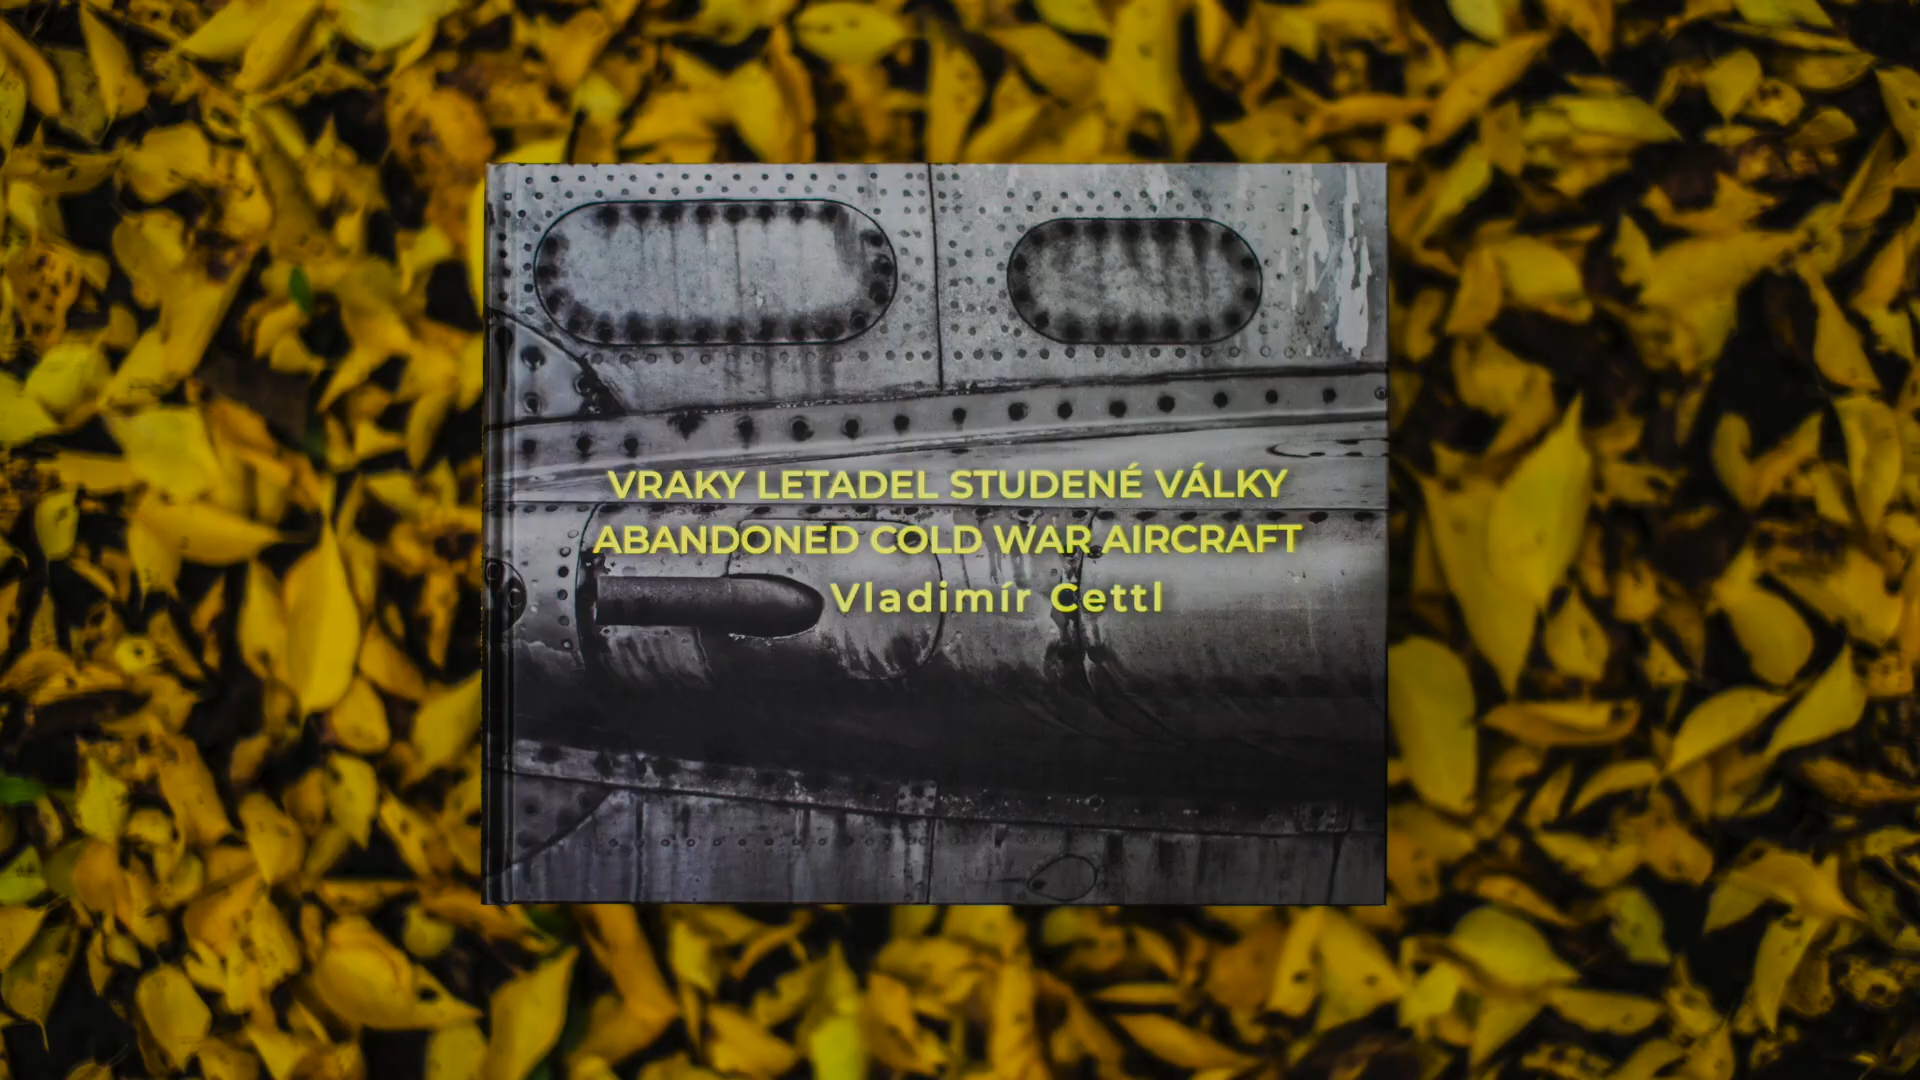 VRAKY LETADEL STUDENÉ VÁLKY
ABANDONED COLD WAR AIRCRAFT
Vladimír Cettl